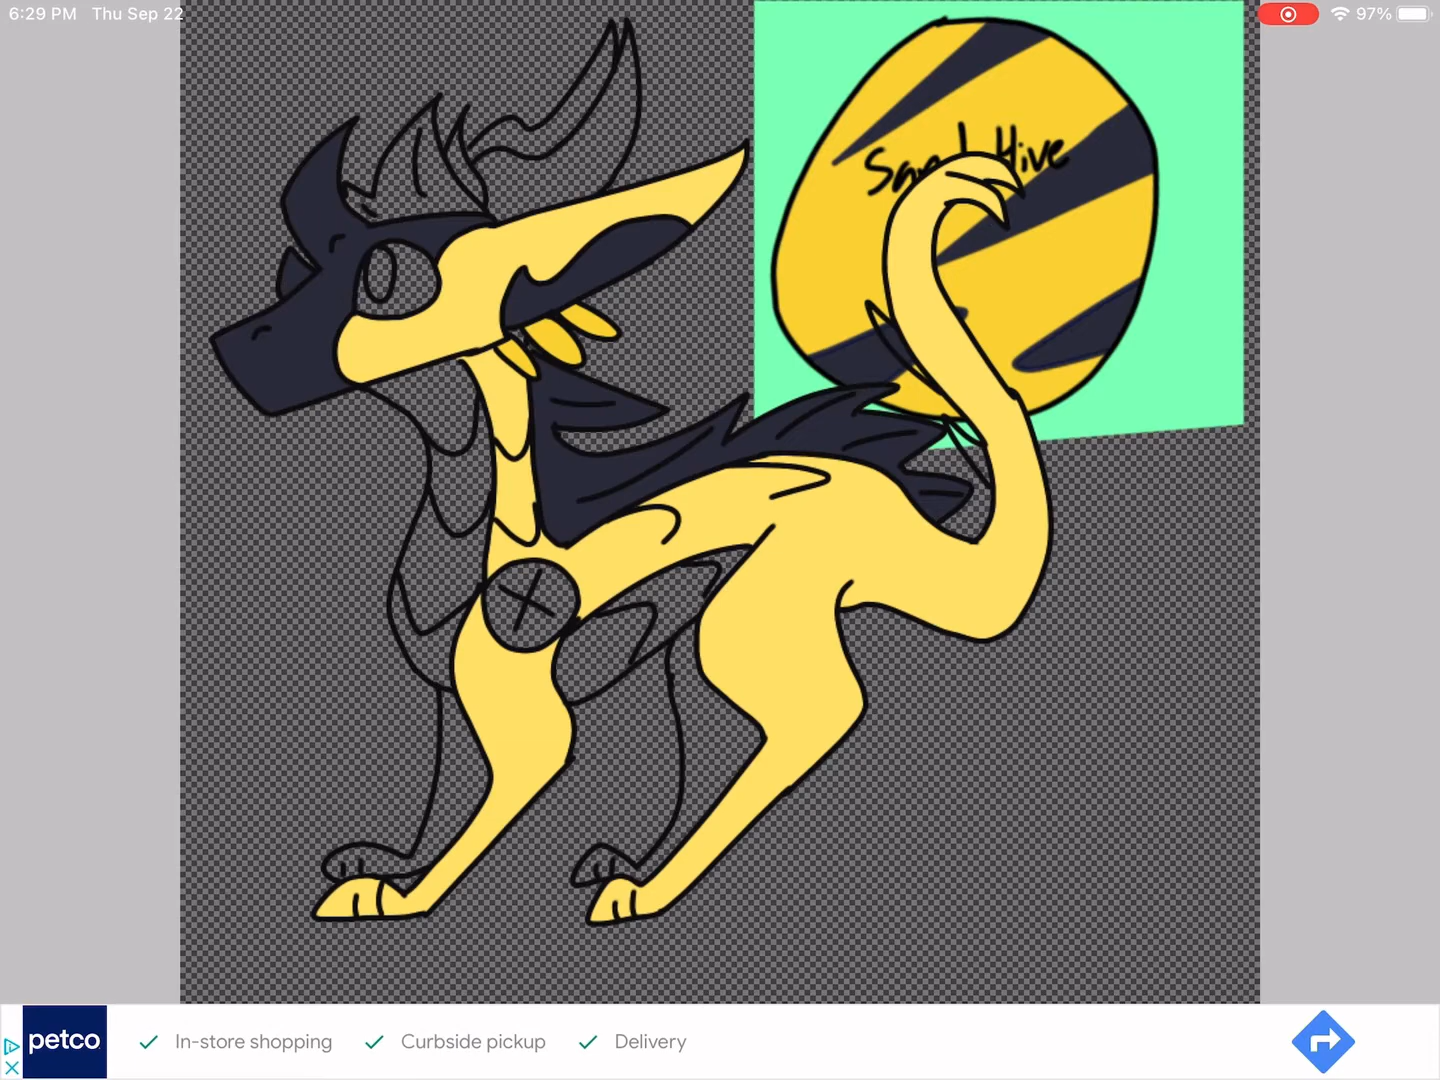 6:29 PM Thu Sep 22
97%
Hive
petco
In-store shopping
Curbside pickup
Delivery